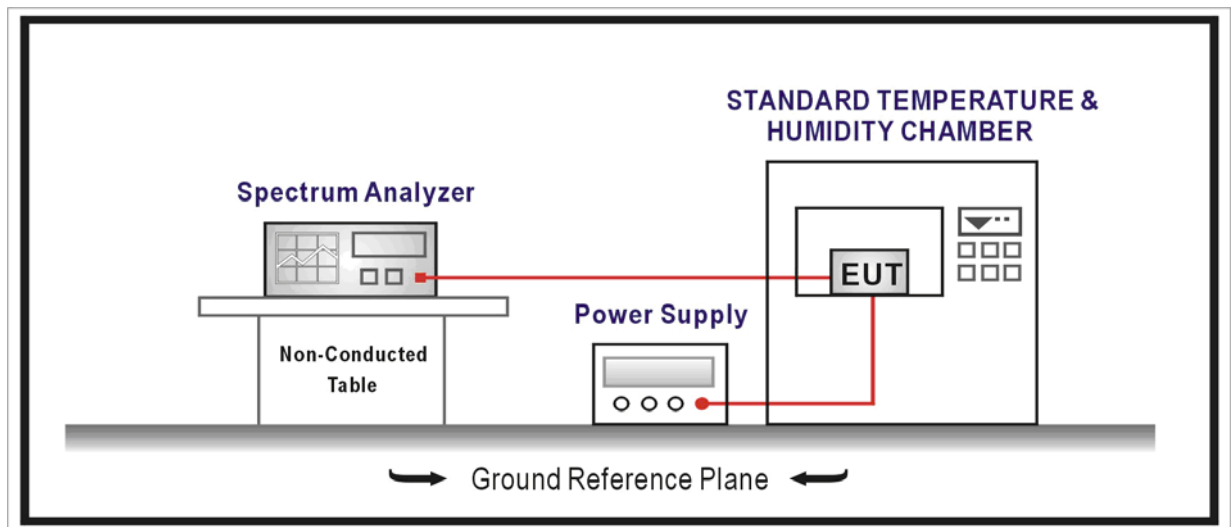 STANDARD TEMPERATURE &
HUMIDITY CHAMBER
Spectrum Analyzer
EUT
Power Supply
Non-Conducted
Table
Ground Reference Plane